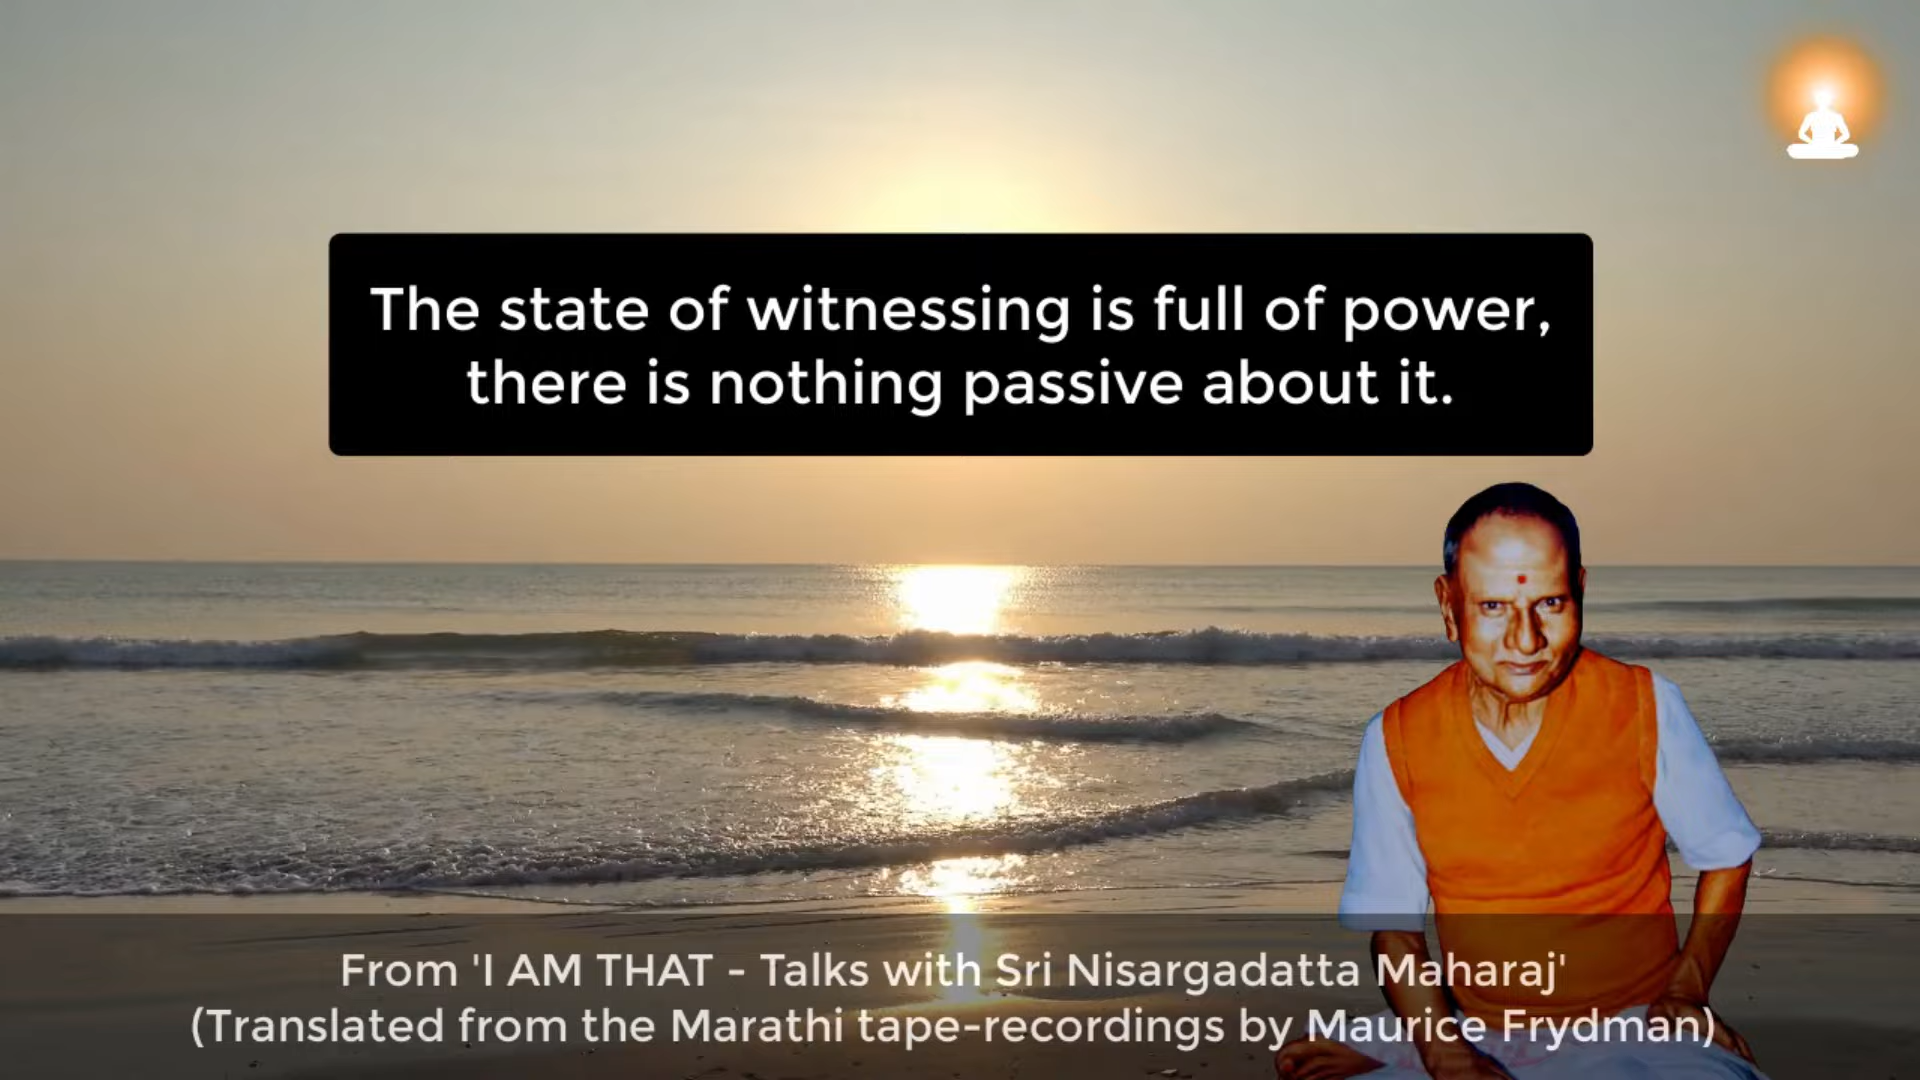 The state of witnessing is full of power,
there is nothing passive about it.
From 'I AM THAT - Talks with Sri Nisargadatta Maharaj'
(Translated from the Marathi tape-recordings by Maurice Frydman)